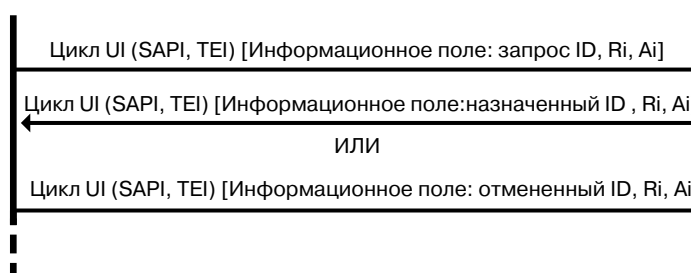 Цикл UI (SAPI, TEI) [Информационное поле: запрос ID, Ri, Ai]
Цикл UI (SAPI, TEI) [Информационное поле:назначенный ID , Ri, Ai
ИЛИ
Цикл UI (SAPI, TEI) [Информационное поле: отмененный ID, Ri, Ai